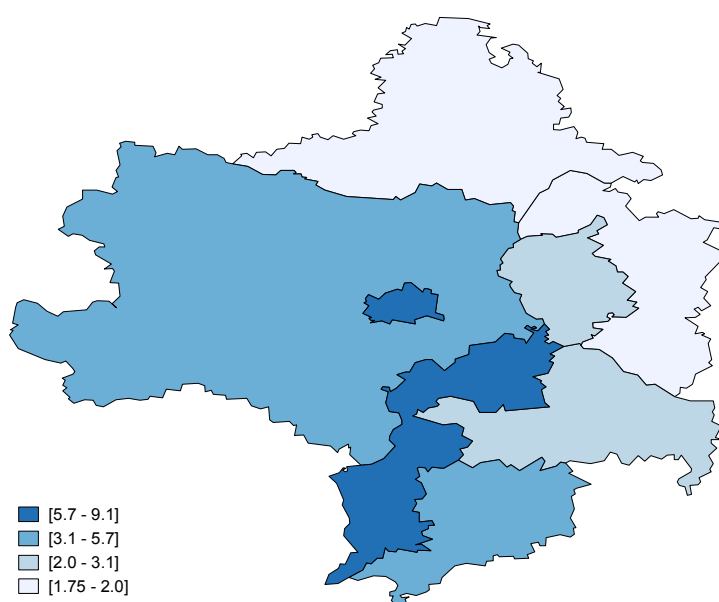 [5.7 - 9.1]
[3.1 - 5.7]
[2.0 - 3.1]
[1.75 - 2.0]